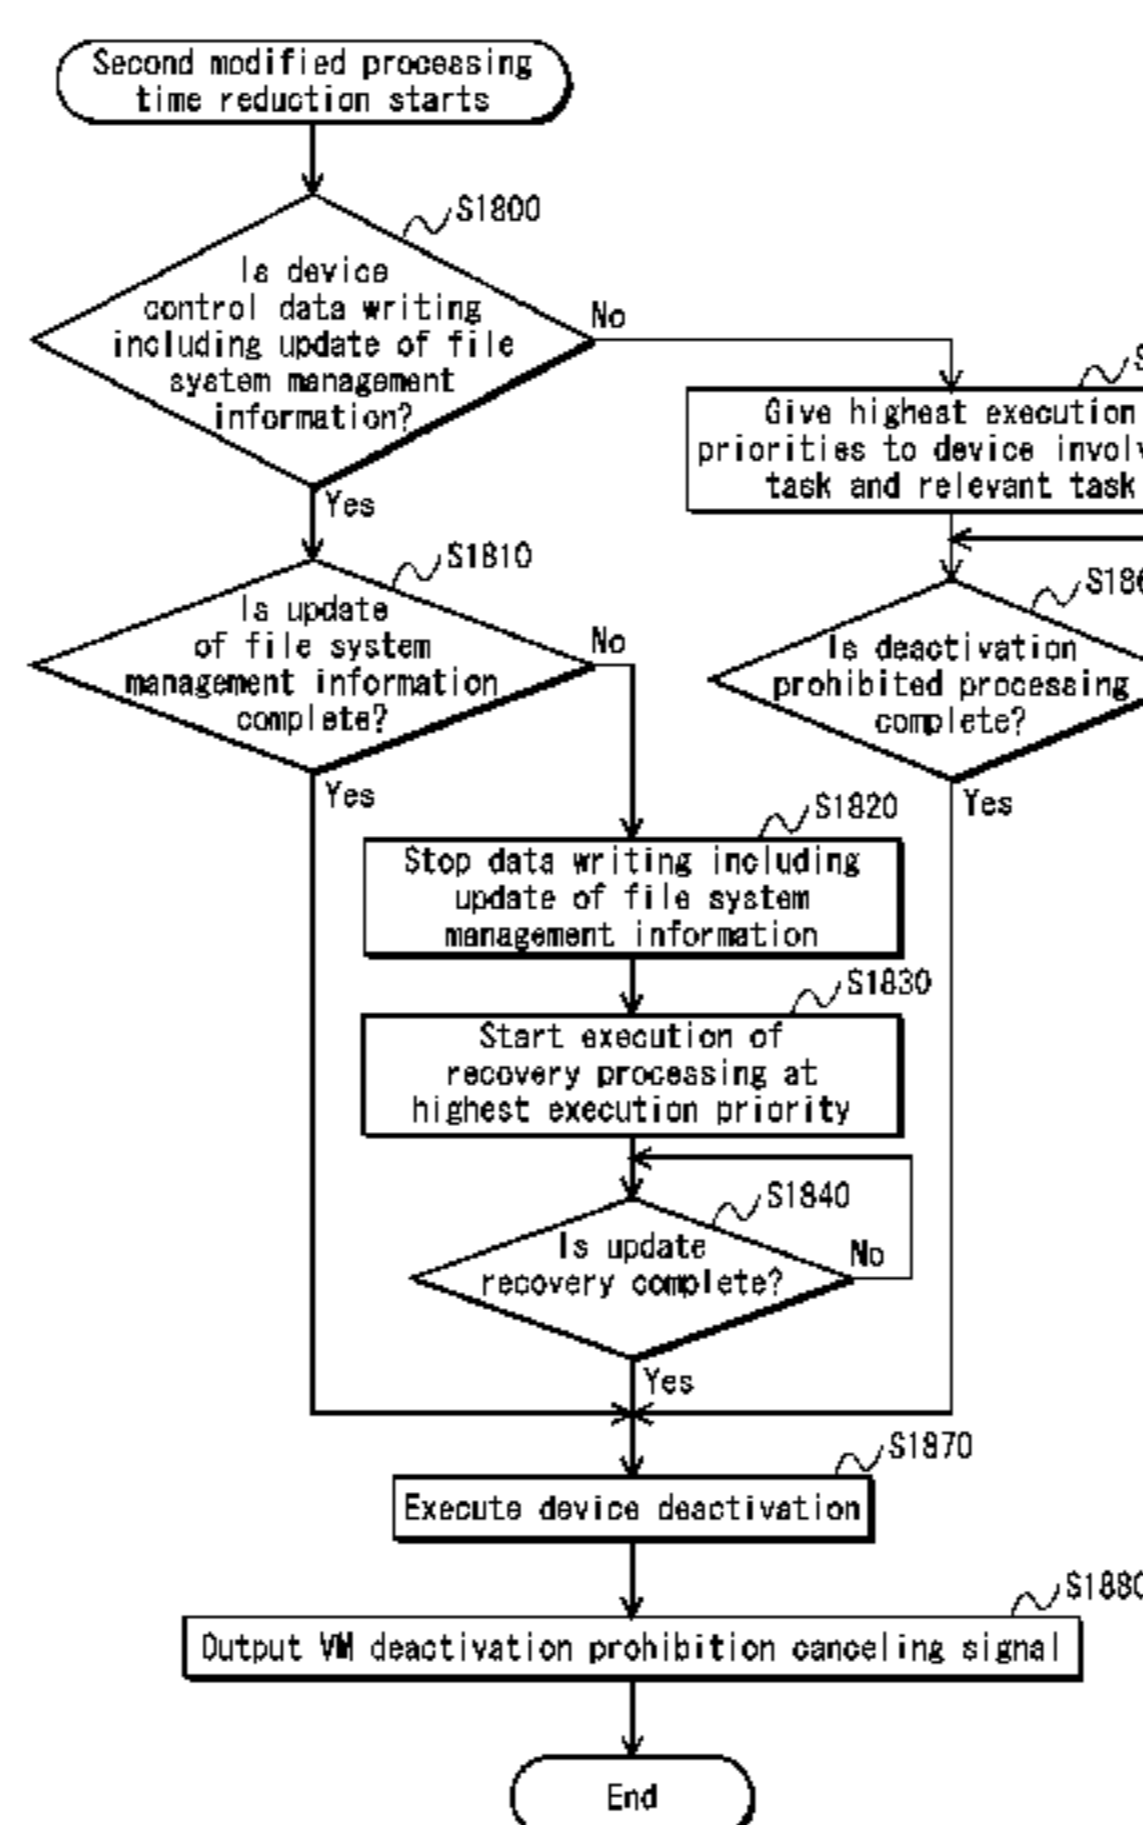 Second modified processing
time reduction starts
S1800
Is device
control data writing
including update of file
system management
information?
No
Yes
Give highest execution
priorities to device
task and relevant task
S1810
Is update
of file system
management information
complete?
No
Yes
Is deactivation
prohibited processing
complete?
Yes
S1820
Stop data writing including
update of file system
management information
S1830
Start execution of
recovery processing at
highest execution priority
S1840
Is update
recovery complete?
No
Yes
S1870
Execute device deactivation
S1880
Output VM deactivation prohibition canceling signal
End